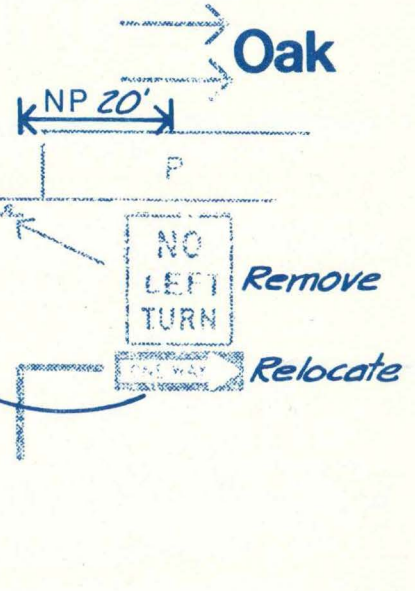 Oak
NP 20'
P
NO
LEFT
TURN
Remove
ONE WAY
Relocate